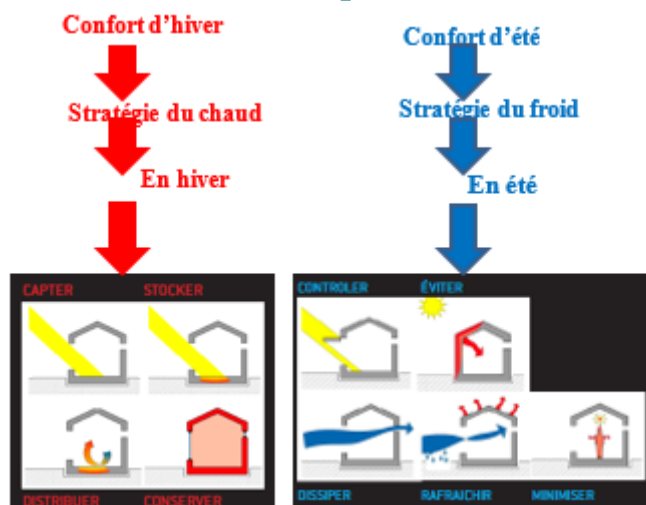 Confort d'hiver
Stratégie du chaud
En hiver
CAPTER STOCKER
DISTRIBUER CONSERVER
Confort d'été
Stratégie du froid
En été
CONTROLER ÉVITER
DISSIPER RAFRAICHIR MINIMISER